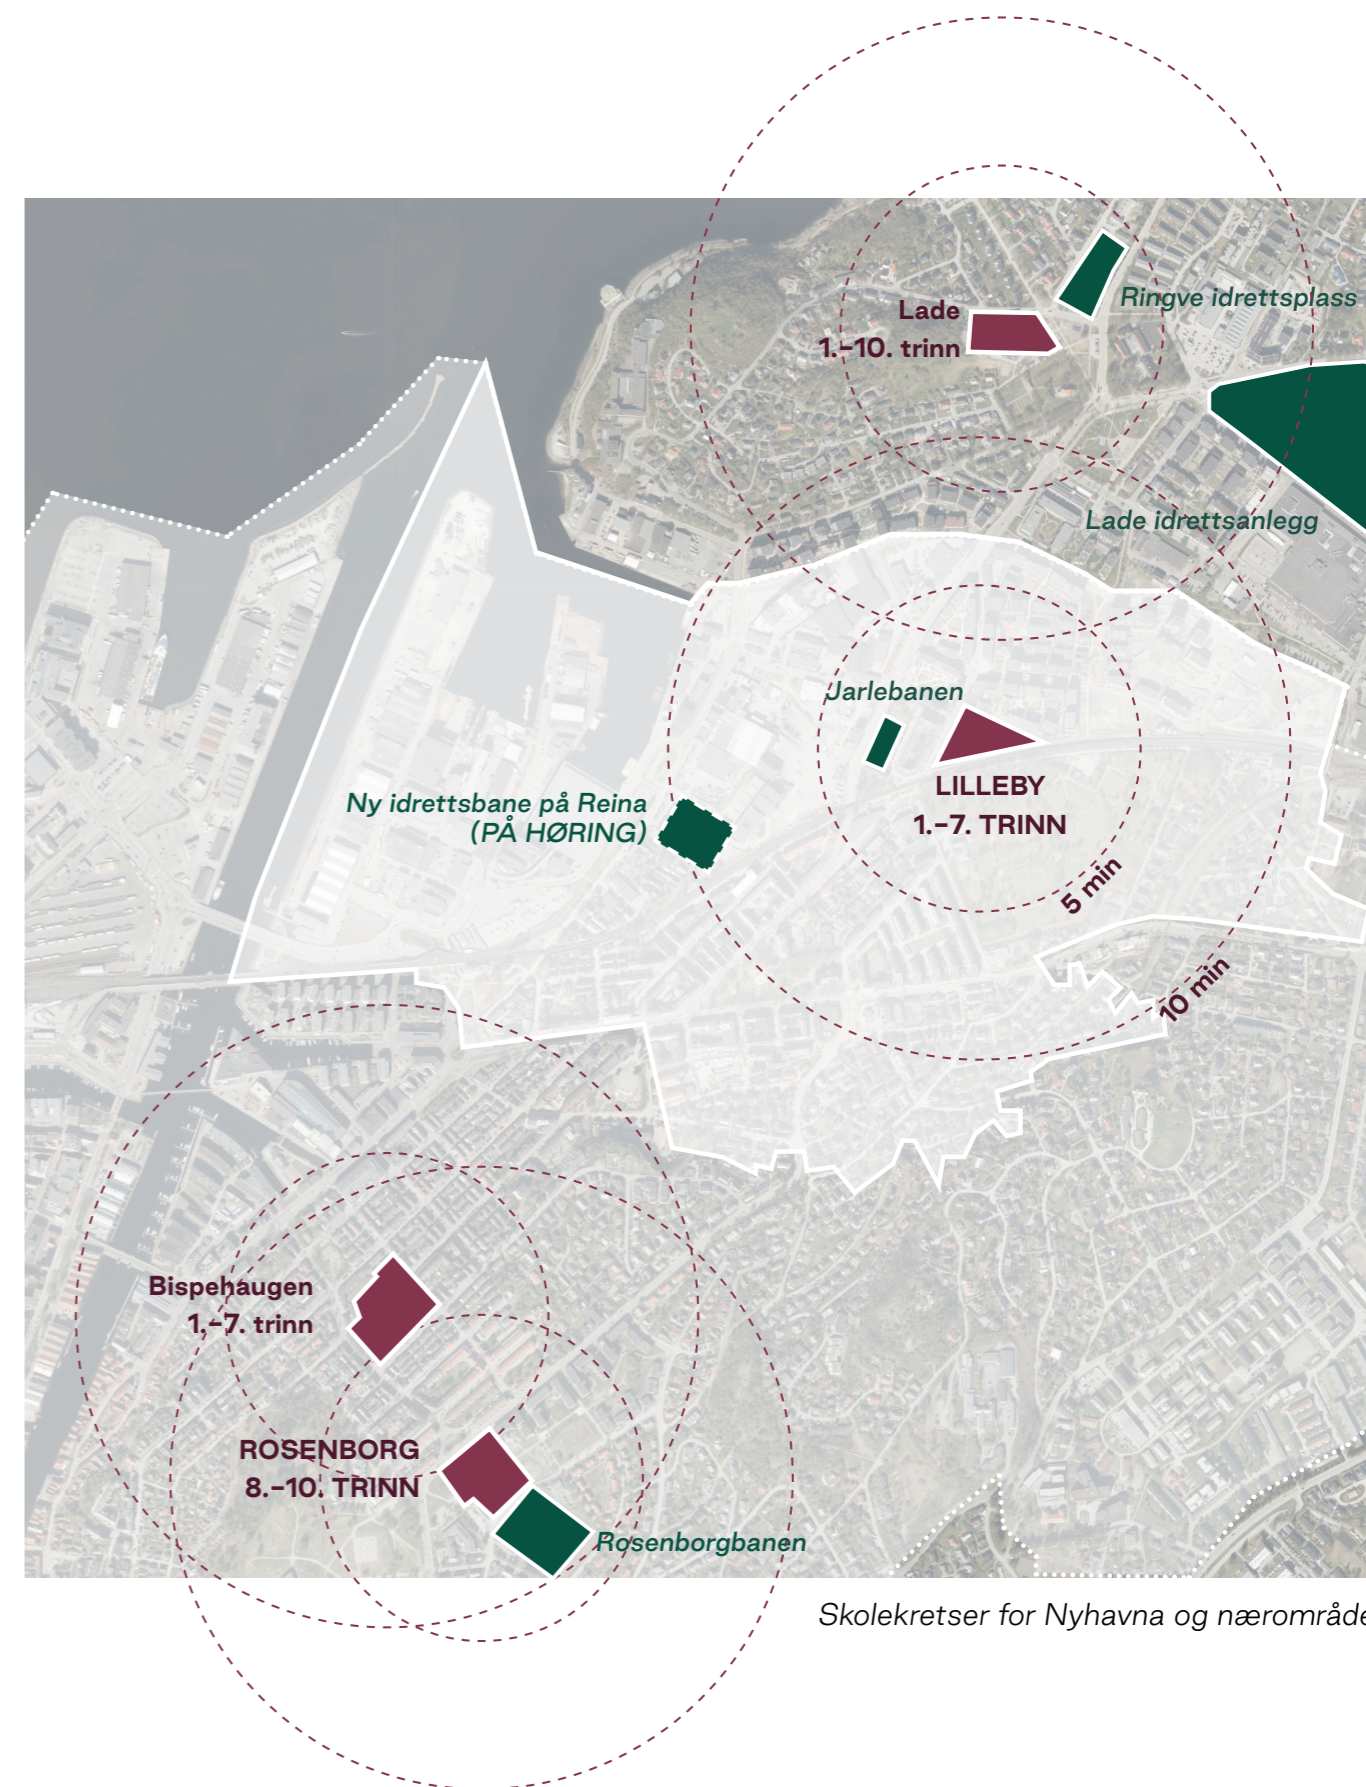 Ringve idrettsplass
Lade
1.-10. trinn
Lade idrettsanlegg
Jarlebanen
LILLEBY
1.-7. TRINN
Ny idrettsbane på Reina
(PÅ HØRING)
5 min
10 min
Bispehaugen
1.-7. trinn
ROSENBORG
8.-10. TRINN
Rosenborgbanen
Skolekretser for Nyhavna og nærområde